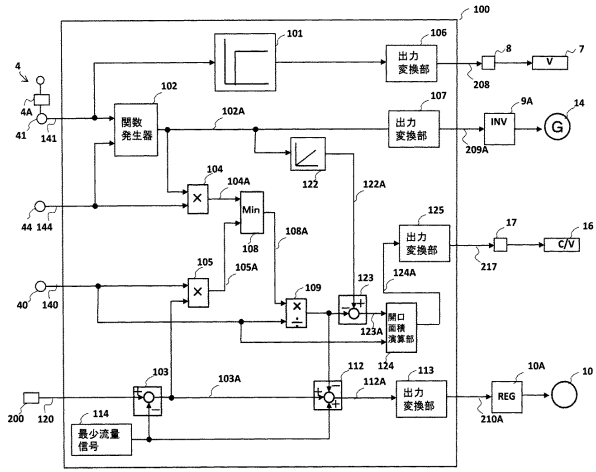 100
4
4A
41
141
101
106
出力
変換部
208
8
7
V
102
関数
発生器
102A
107
出力
変換部
209A
9A
INV
14
G
122
122A
44
144
104
×
104A
Min
108
108A
125
出力
変換部
217
17
16
C/V
124A
40
140
105
×
105A
109
×
÷
123
+
−
123A
開口
面積
演算部
124
200
120
103
+
−
103A
112
−
+
+
112A
113
出力
変換部
210A
10A
REG
10
114
最少流量
信号